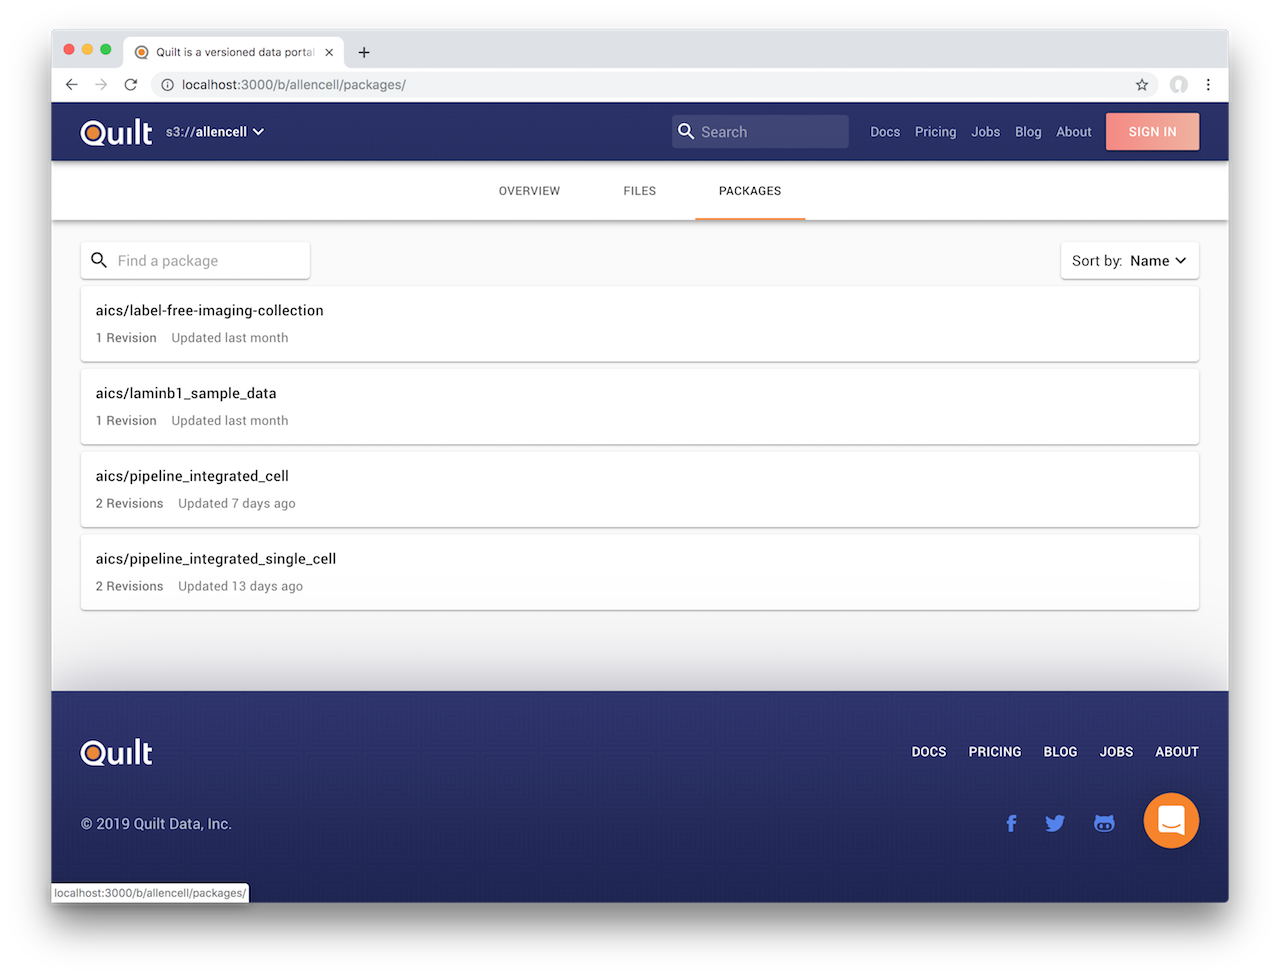 Quilt is a versioned data portal
localhost:3000/b/allencell/packages/
Quilt s3://allencell Search Docs Pricing Jobs Blog About SIGN IN
OVERVIEW FILES PACKAGES
Find a package Sort by: Name
aics/label-free-imaging-collection
1 Revision Updated last month
aics/laminb1_sample_data
1 Revision Updated last month
aics/pipeline_integrated_cell
2 Revisions Updated 7 days ago
aics/pipeline_integrated_single_cell
2 Revisions Updated 13 days ago
Quilt DOCS PRICING BLOG JOBS ABOUT
© 2019 Quilt Data, Inc.
localhost:3000/b/allencell/packages/